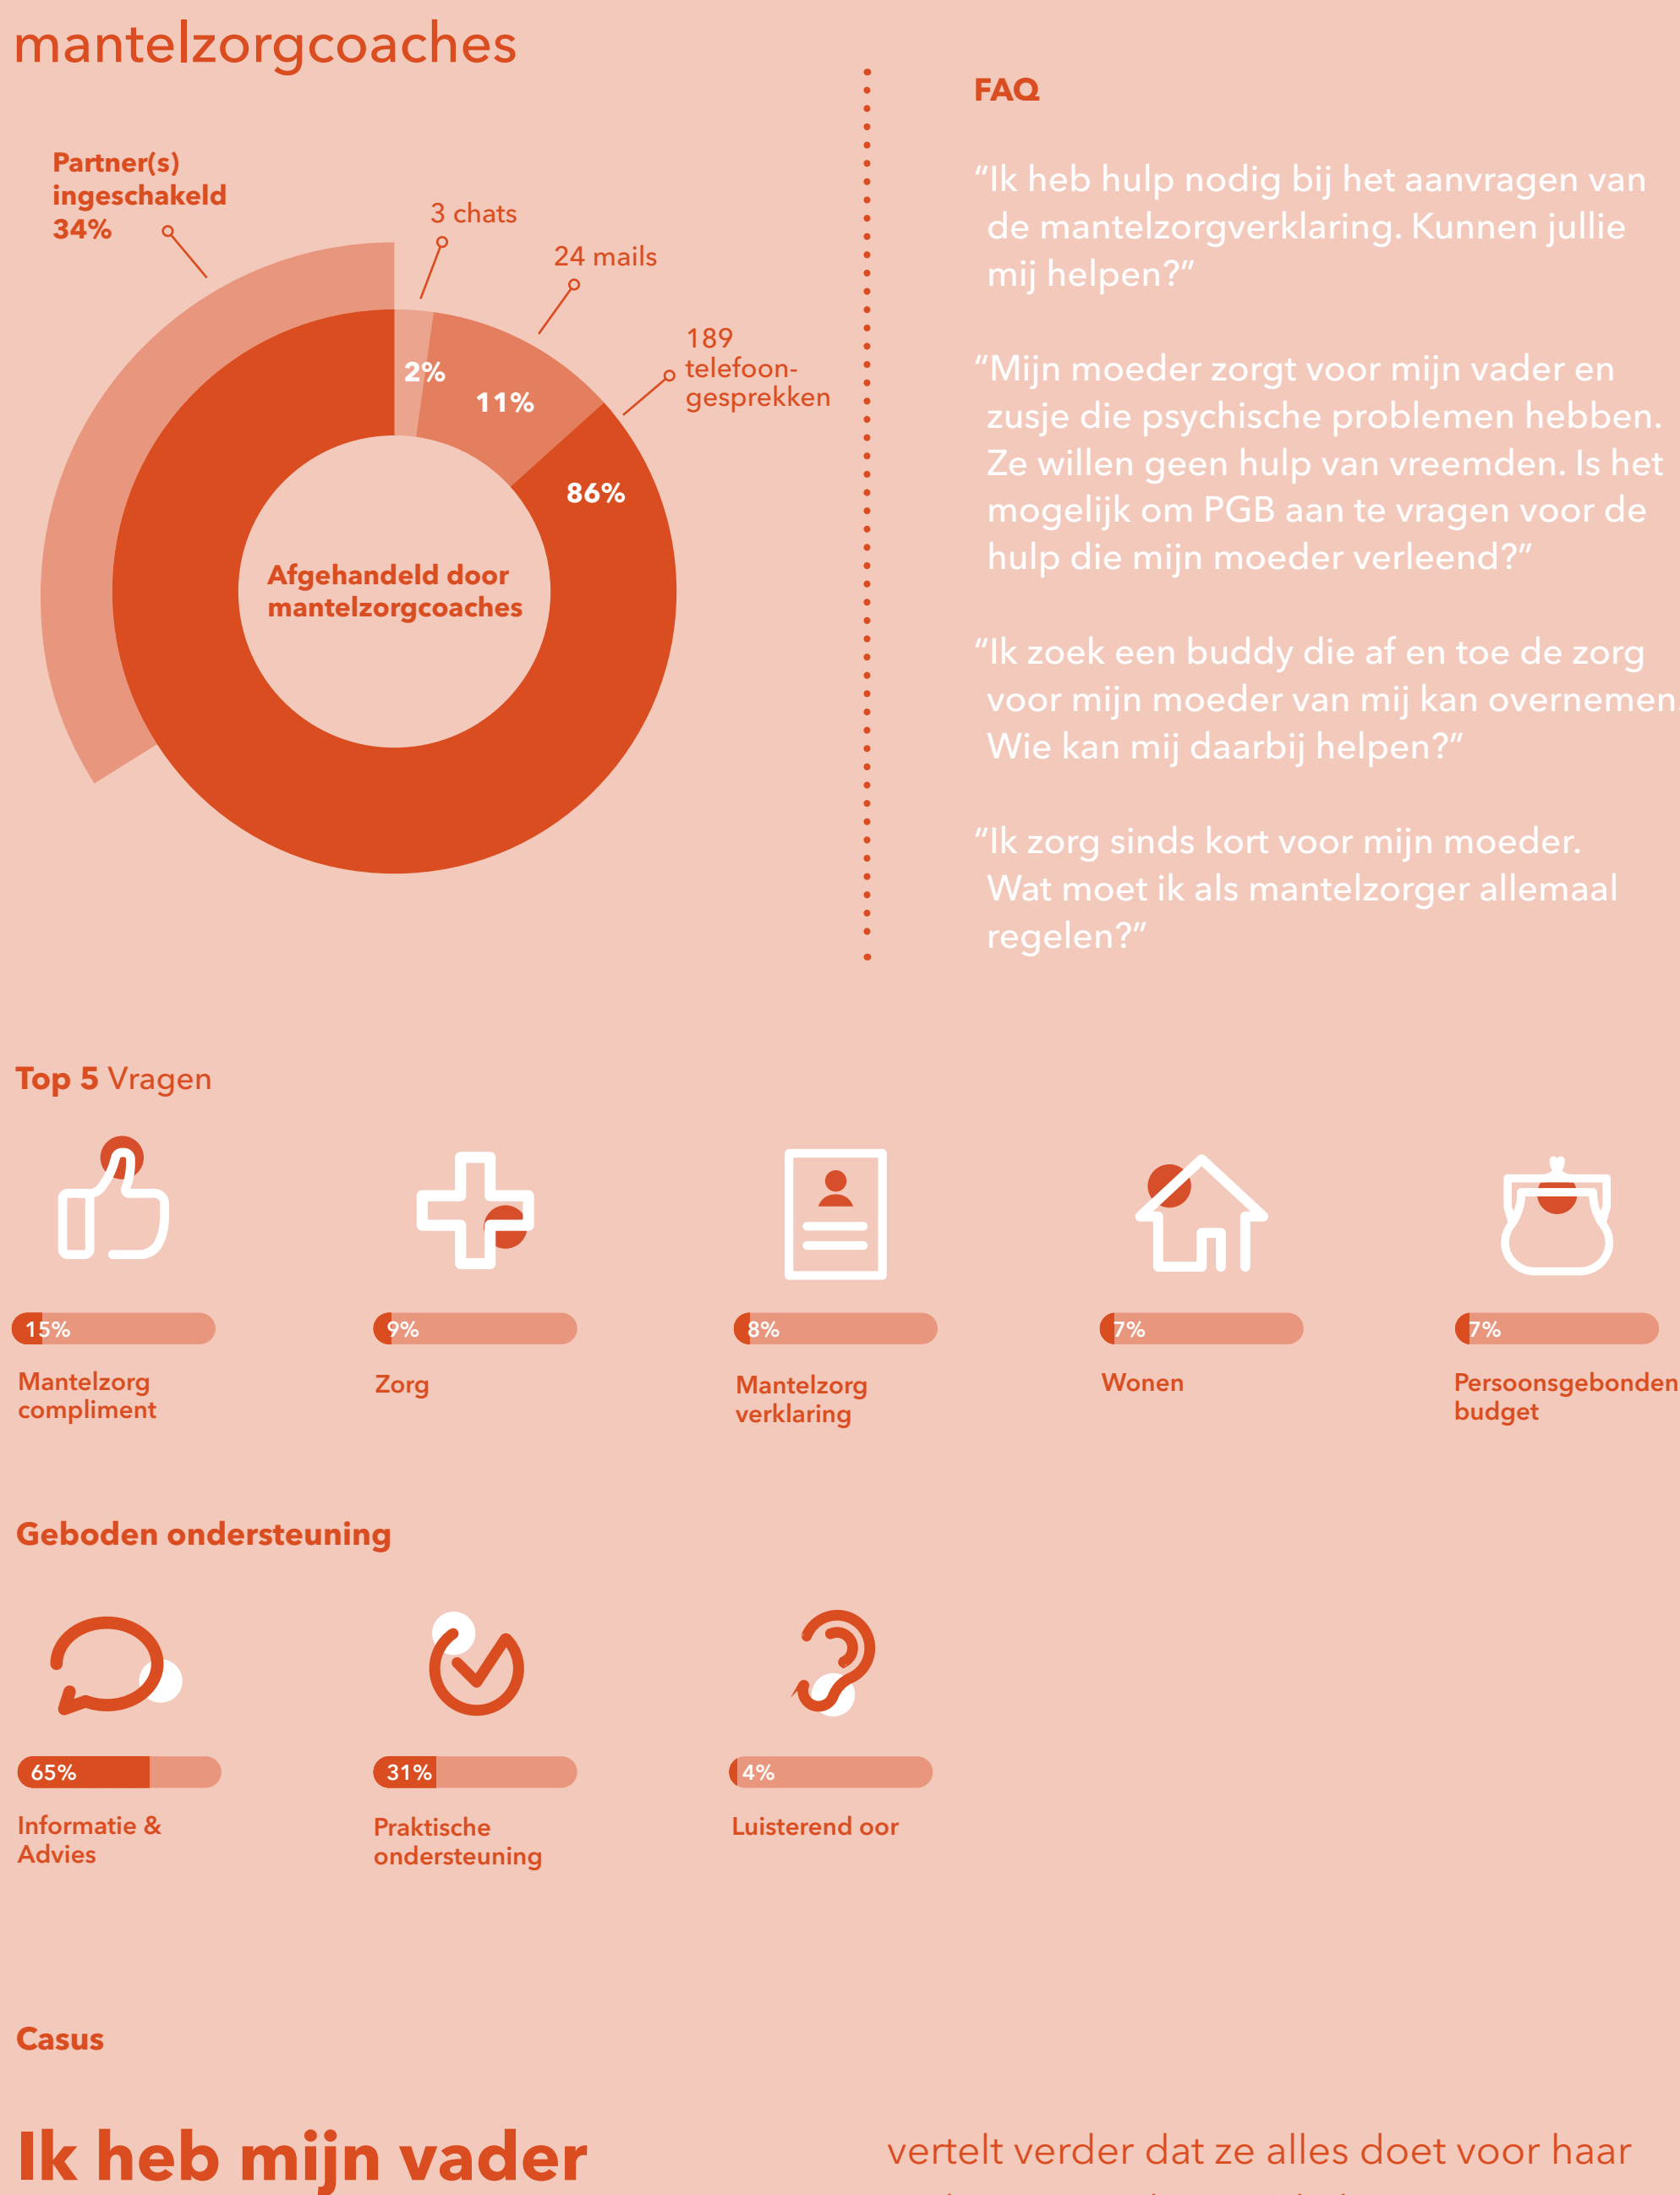 mantelzorgcoaches
Partner(s)
ingeschakeld
34%
3 chats
24 mails
189
telefoon-
gesprekken
2%
11%
86%
Afgehandeld door
mantelzorgcoaches
FAQ
“Ik heb hulp nodig bij het aanvragen van
de mantelzorgverklaring. Kunnen jullie
mij helpen?”
“Mijn moeder zorgt voor mijn vader en
zusje die psychische problemen hebben.
Ze willen geen hulp van vreemden. Is het
mogelijk om PGB aan te vragen voor de
hulp die mijn moeder verleend?”
“Ik zoek een buddy die af en toe de zorg
voor mijn moeder van mij kan overnemen.
Wie kan mij daarbij helpen?”
“Ik zorg sinds kort voor mijn moeder.
Wat moet ik als mantelzorger allemaal
regelen?”
Top 5 Vragen
15%
Mantelzorg
compliment
9%
Zorg
8%
Mantelzorg
verklaring
7%
Wonen
7%
Persoonsgebonden
budget
Geboden ondersteuning
65%
Informatie &
Advies
31%
Praktische
ondersteuning
4%
Luisterend oor
Casus
Ik heb mijn vader
vertelt verder dat ze alles doet voor haar